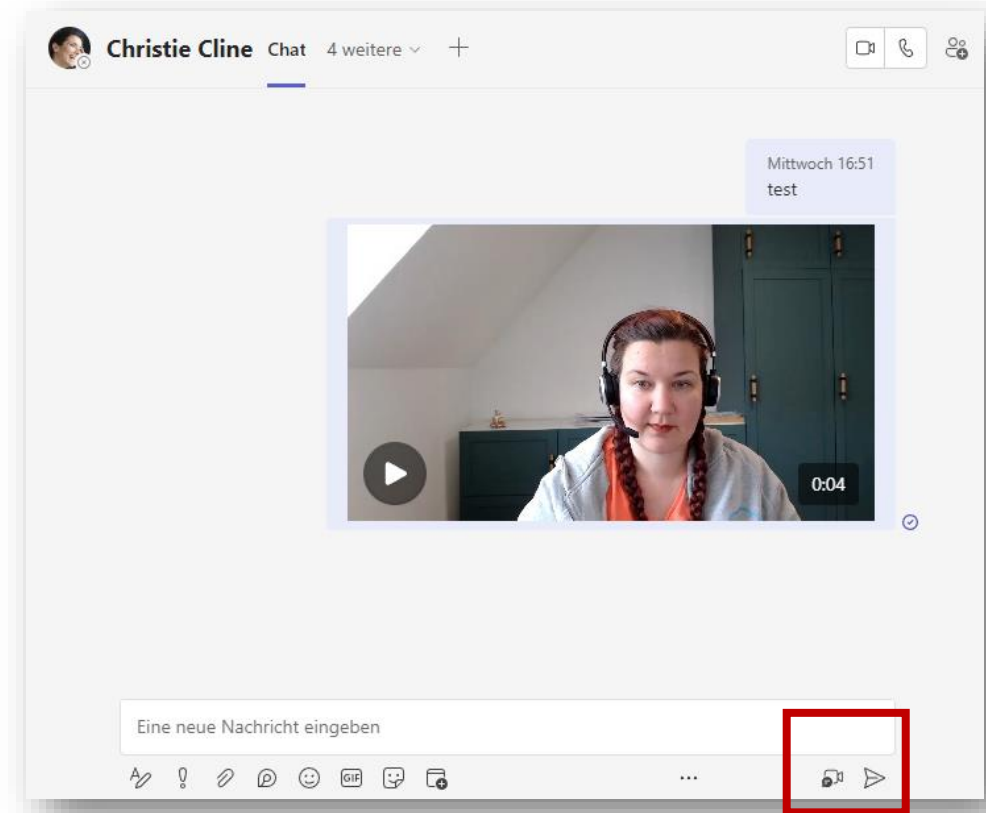 Christie Cline Chat 4 weitere
Mittwoch 16:51
test
0:04
Eine neue Nachricht eingeben
GIF